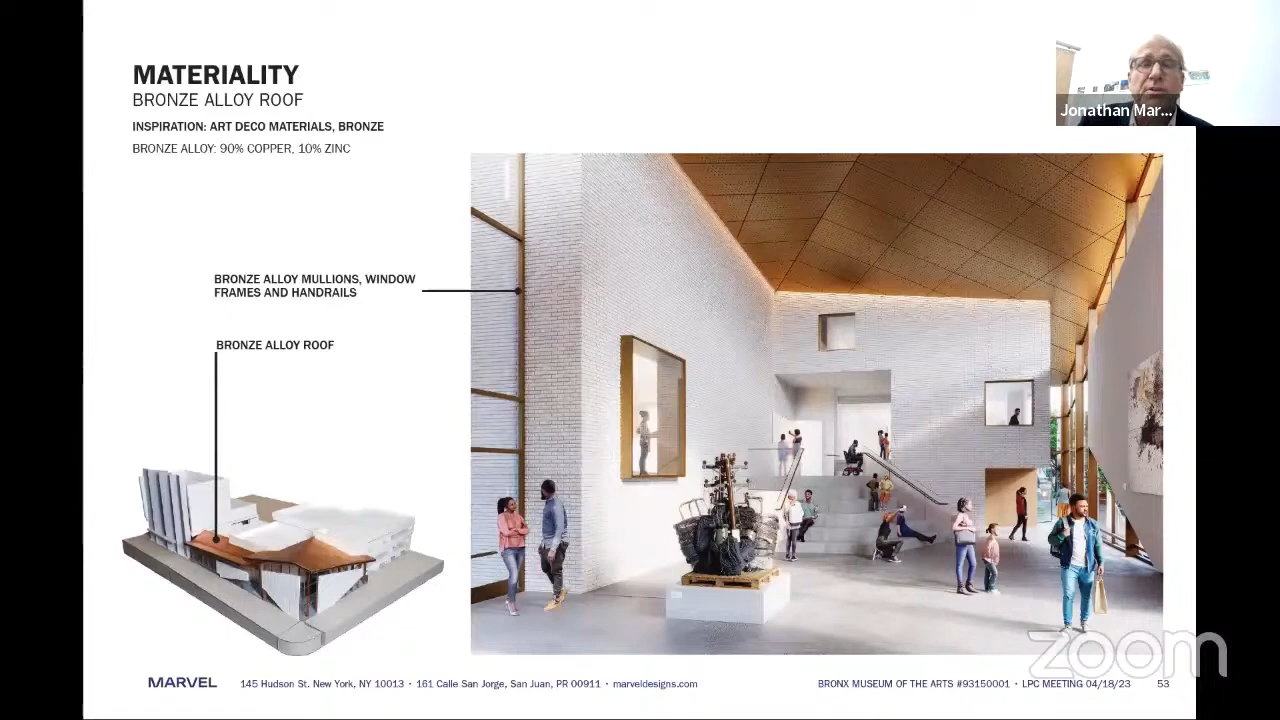 MATERIALITY
BRONZE ALLOY ROOF
INSPIRATION: ART DECO MATERIALS, BRONZE
BRONZE ALLOY: 90% COPPER, 10% ZINC
Jonathan Mar...
BRONZE ALLOY MULLIONS, WINDOW
FRAMES AND HANDRAILS
BRONZE ALLOY ROOF
zoom
MARVEL
145 Hudson St. New York, NY 10013 • 161 Calle San Jorge, San Juan, PR 00911 • marveldesigns.com
BRONX MUSEUM OF THE ARTS #93150001 • LPC MEETING 04/18/23
53